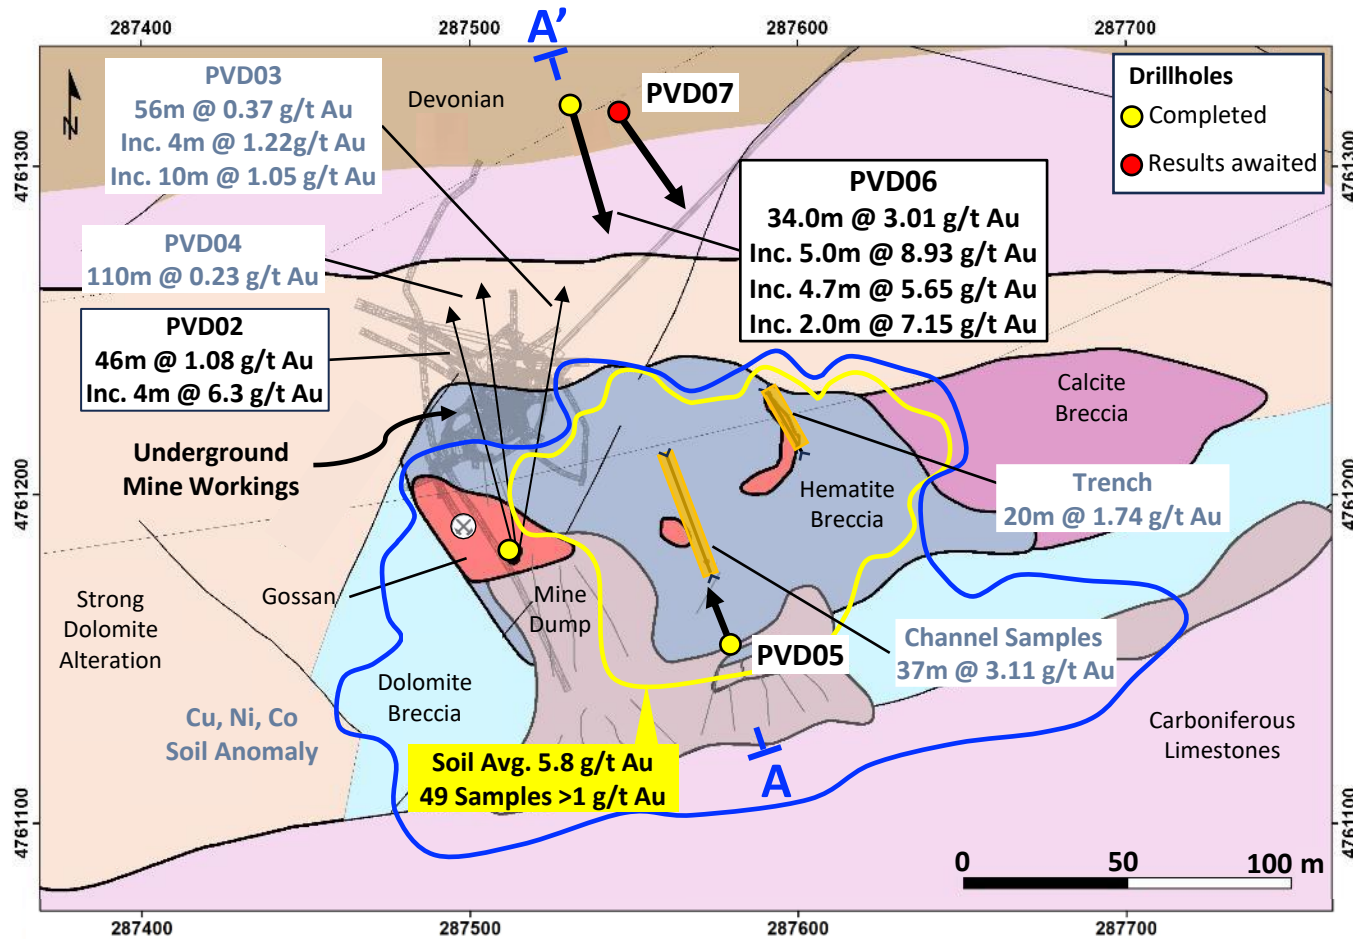 287400
287500
287600
287700
A'
PVD03
56m @ 0.37 g/t Au
Inc. 4m @ 1.22g/t Au
Inc. 10m @ 1.05 g/t Au
Devonian
PVD07
Drillholes
Completed
Results awaited
N
4761300
4761300
PVD06
34.0m @ 3.01 g/t Au
Inc. 5.0m @ 8.93 g/t Au
Inc. 4.7m @ 5.65 g/t Au
Inc. 2.0m @ 7.15 g/t Au
PVD04
110m @ 0.23 g/t Au
PVD02
46m @ 1.08 g/t Au
Inc. 4m @ 6.3 g/t Au
Calcite
Breccia
Underground
Mine Workings
4761200
4761200
Hematite
Breccia
Trench
20m @ 1.74 g/t Au
Gossan
Mine
Dump
Strong
Dolomite
Alteration
PVD05
Channel Samples
37m @ 3.11 g/t Au
Dolomite
Breccia
Cu, Ni, Co
Soil Anomaly
Carboniferous
Limestones
Soil Avg. 5.8 g/t Au
49 Samples >1 g/t Au
A
4761100
4761100
0
50
100 m
287400
287500
287600
287700